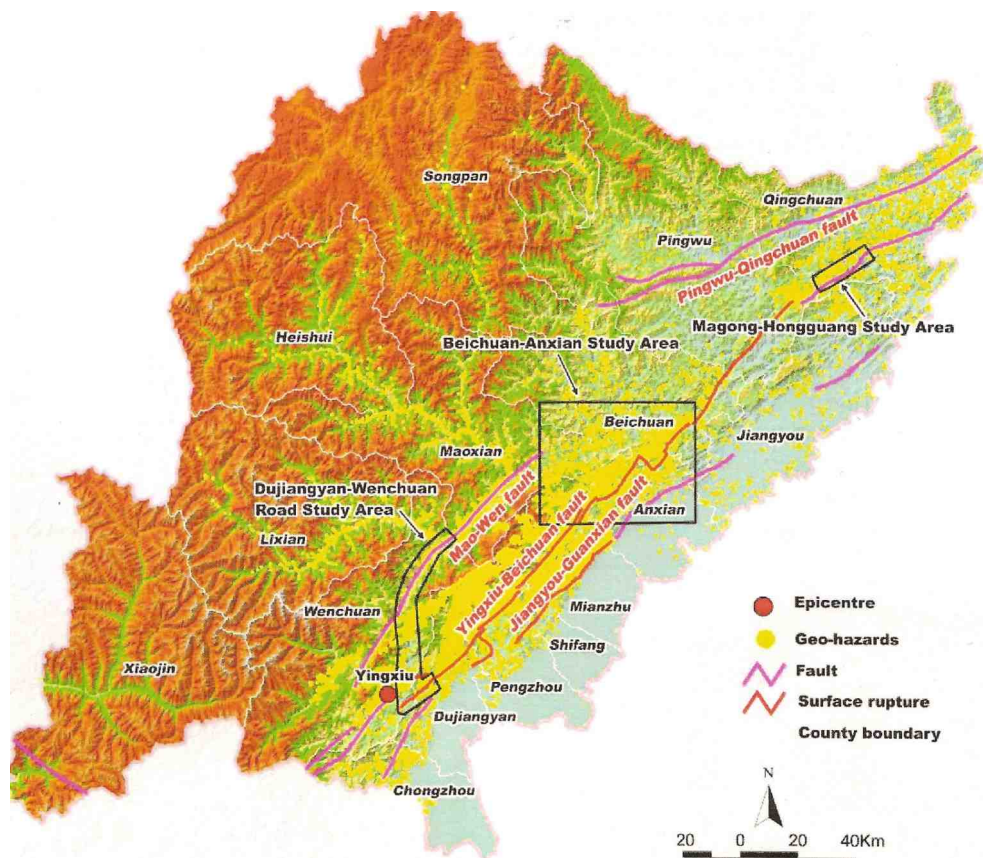 Songpan
Qingchuan
Pingwu
Pingwu-Qingchuan fault
Magong-Hongguang Study Area
Heishui
Beichuan-Anxian Study Area
Beichuan
Jiangyou
Maoxian
Dujiangyan-Wenchuan
Road Study Area
Mao-Wen fault
Anxian
Lixian
Yingxiu-Beichuan fault
Jiangyou-Guanxian fault
Wenchuan
Mianzhu
Shifang
Xiaojin
Yingxiu
Pengzhou
Dujiangyan
Chongzhou
Epicentre
Geo-hazards
Fault
Surface rupture
County boundary
N
20 0 20 40Km